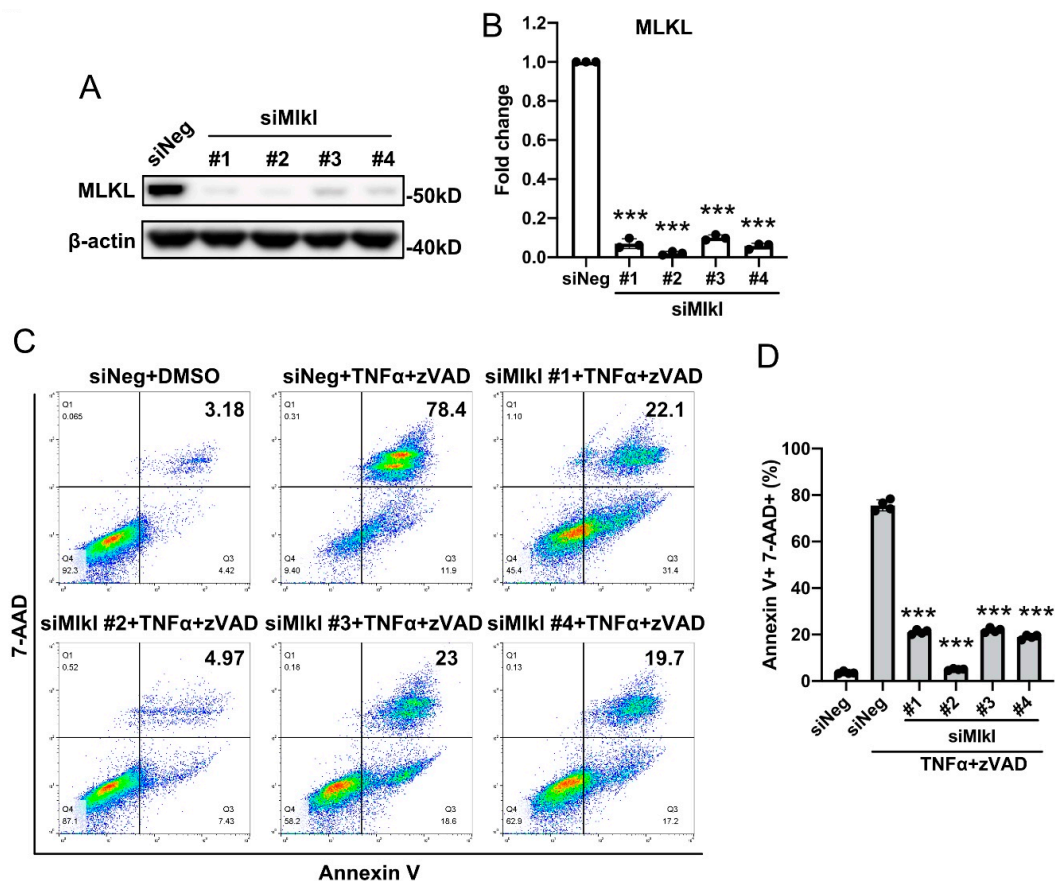 A
siNeg
siMlkl
#1 #2 #3 #4
MLKL
-50kD
β-actin
-40kD
B
MLKL
Fold change
1.2
1.0
0.8
0.6
0.4
0.2
0.0
*** *** *** ***
siNeg #1 #2 #3 #4
siMlkl
C
siNeg+DMSO
Q1
0.065
3.18
Q4
92.3
Q3
4.42
siNeg+TNFα+zVAD
Q1
0.31
78.4
Q4
9.40
Q3
11.9
siMlkl #1+TNFα+zVAD
Q1
1.10
22.1
Q4
45.4
Q3
31.4
siMlkl #2+TNFα+zVAD
Q1
0.52
4.97
Q4
87.1
Q3
7.43
siMlkl #3+TNFα+zVAD
Q1
0.18
23
Q4
58.2
Q3
18.6
siMlkl #4+TNFα+zVAD
Q1
0.13
19.7
Q4
62.9
Q3
17.2
7-AAD
Annexin V
D
Annexin V+ 7-AAD+ (%)
100
80
60
40
20
0
*** *** *** ***
siNeg siNeg #1 #2 #3 #4
siMlkl
TNFα+zVAD